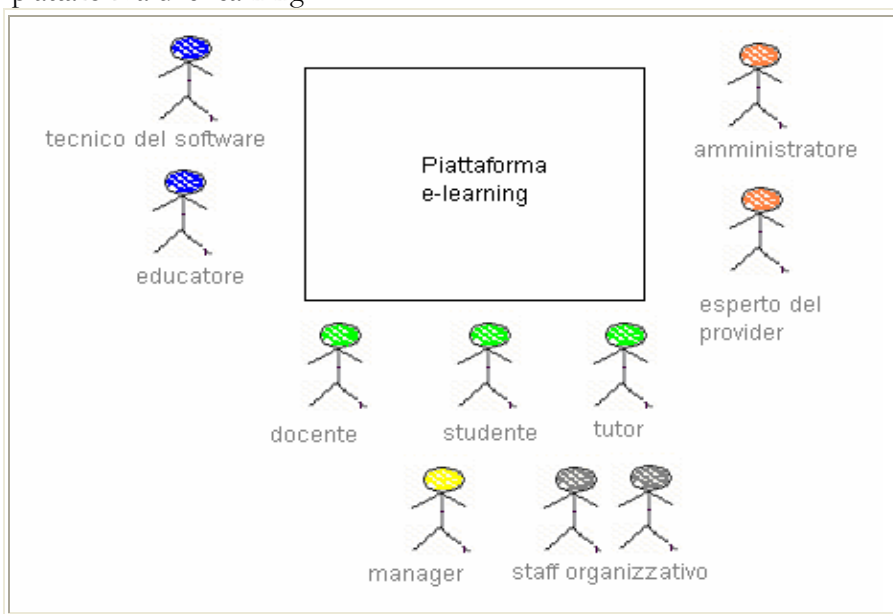 tecnico del software
amministratore
Piattaforma
e-learning
educatore
esperto del
provider
docente
studente
tutor
manager
staff organizzativo